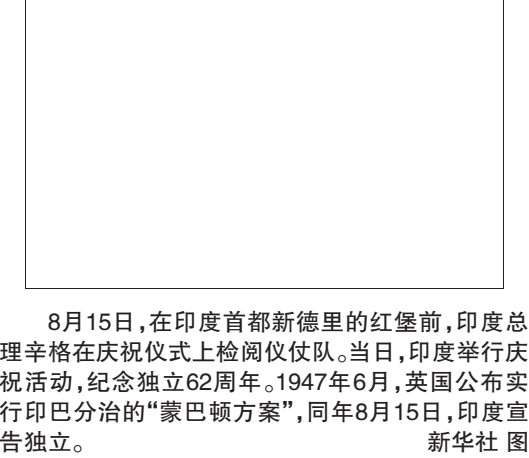 8月15日，在印度首都新德里的红堡前，印度总
理辛格在庆祝仪式上检阅仪仗队。当日，印度举行庆
祝活动，纪念独立62周年。1947年6月，英国公布实
行印巴分治的“蒙巴顿方案”，同年8月15日，印度宣
告独立。 新华社 图